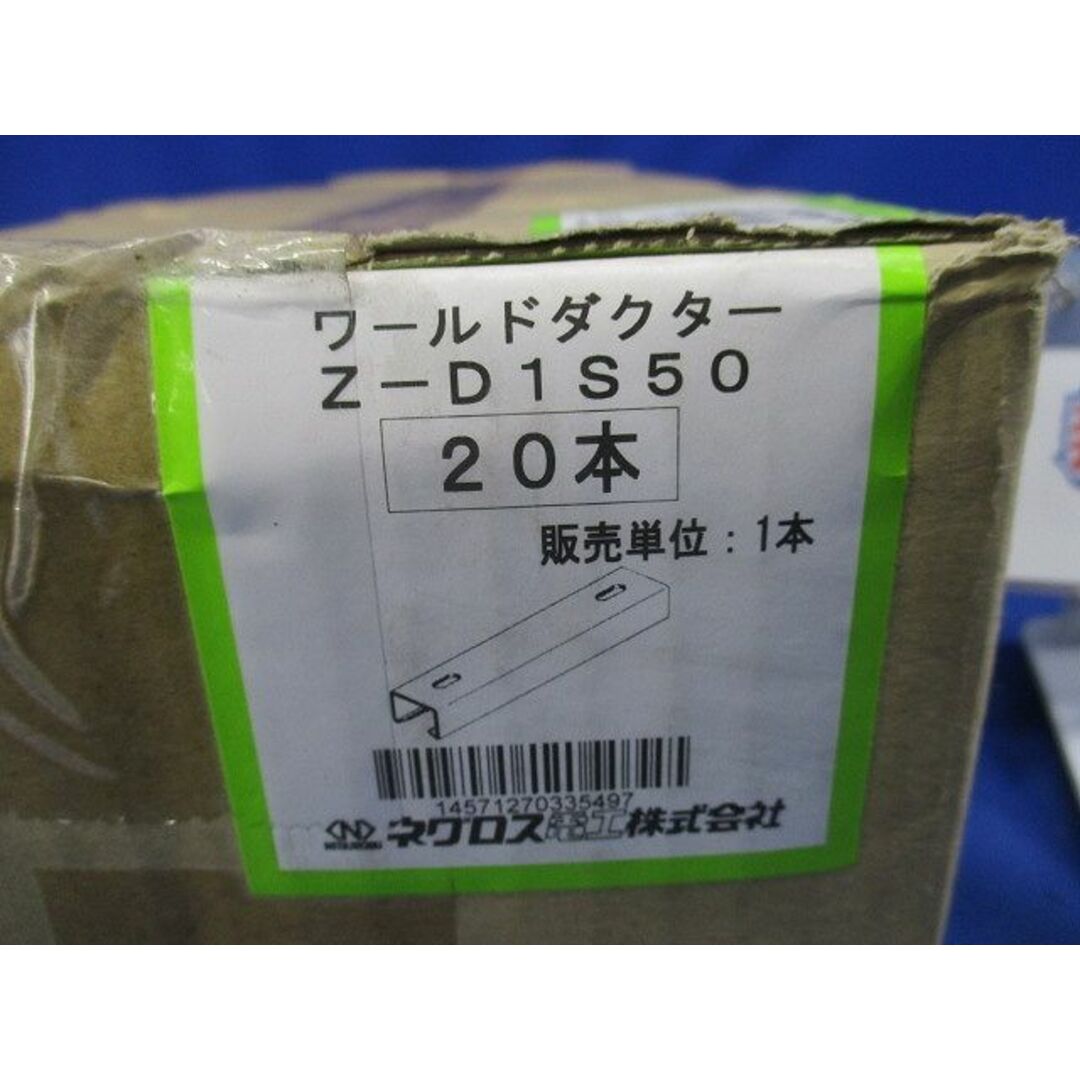 ワールドダクター
Z－D1S50
20本
販売単位：1本
14571270335497
ネグロス電工株式会社